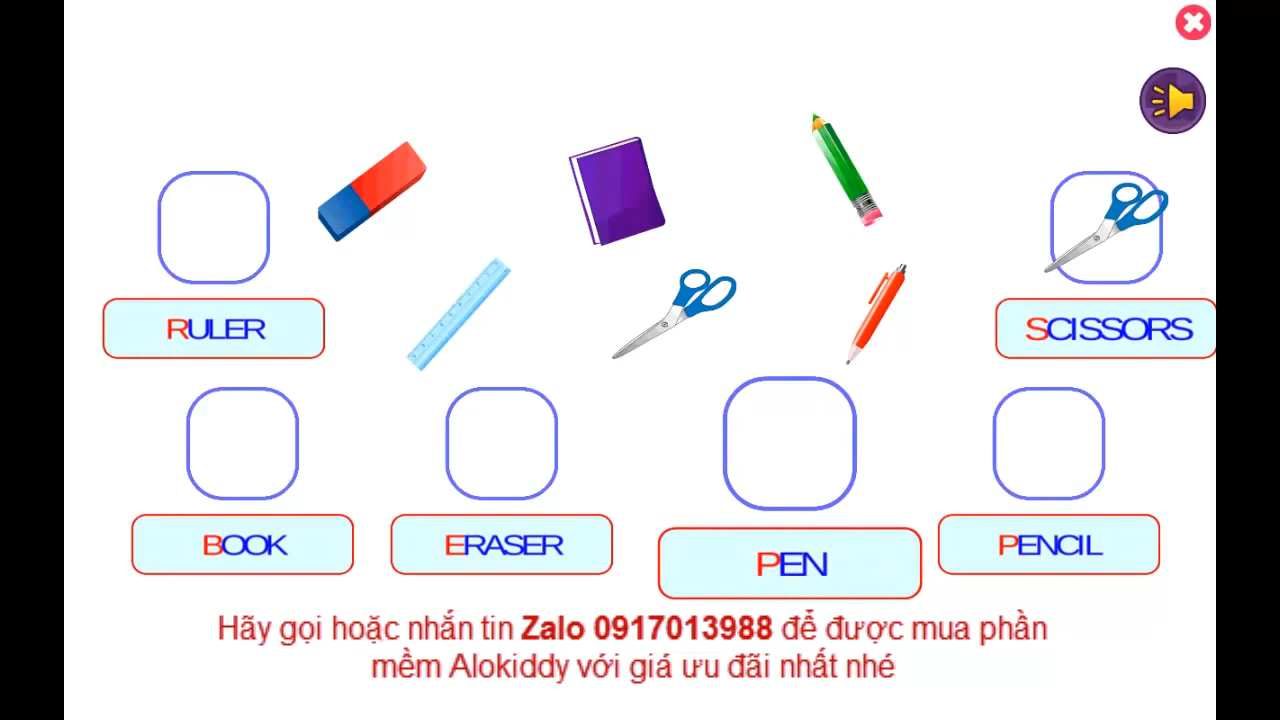 RULER
SCISSORS
BOOK
ERASER
PEN
PENCIL
Hãy gọi hoặc nhắn tin Zalo 0917013988 để được mua phần
mềm Alokiddy với giá ưu đãi nhất nhé